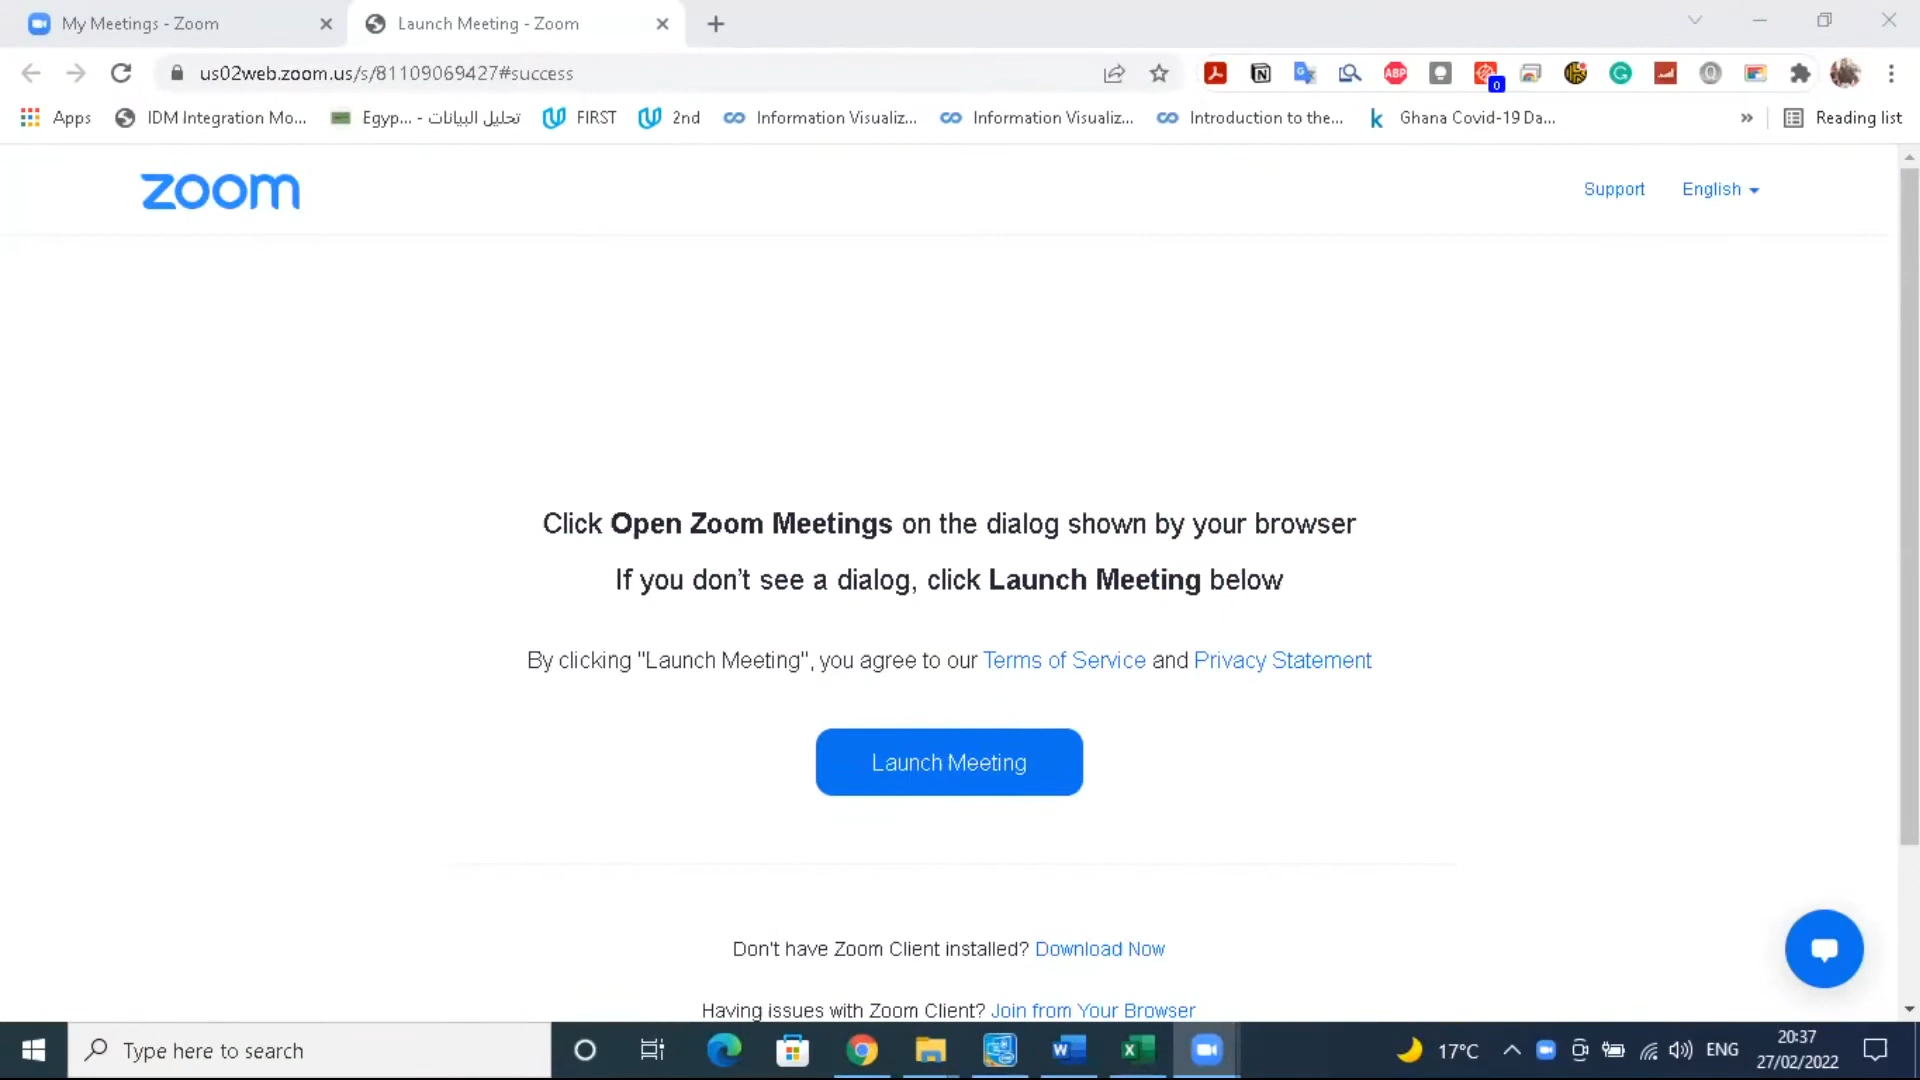 My Meetings - Zoom
Launch Meeting - Zoom
us02web.zoom.us/s/81109069427#success
ABP
0
Apps
IDM Integration Mo...
Egyp... - تحليل البيانات
FIRST
2nd
Information Visualiz...
Information Visualiz...
Introduction to the...
Ghana Covid-19 Da...
Reading list
zoom
Support
English
Click Open Zoom Meetings on the dialog shown by your browser
If you don't see a dialog, click Launch Meeting below
By clicking "Launch Meeting", you agree to our Terms of Service and Privacy Statement
Launch Meeting
Don't have Zoom Client installed? Download Now
Having issues with Zoom Client? Join from Your Browser
Type here to search
17°C
ENG
20:37
27/02/2022